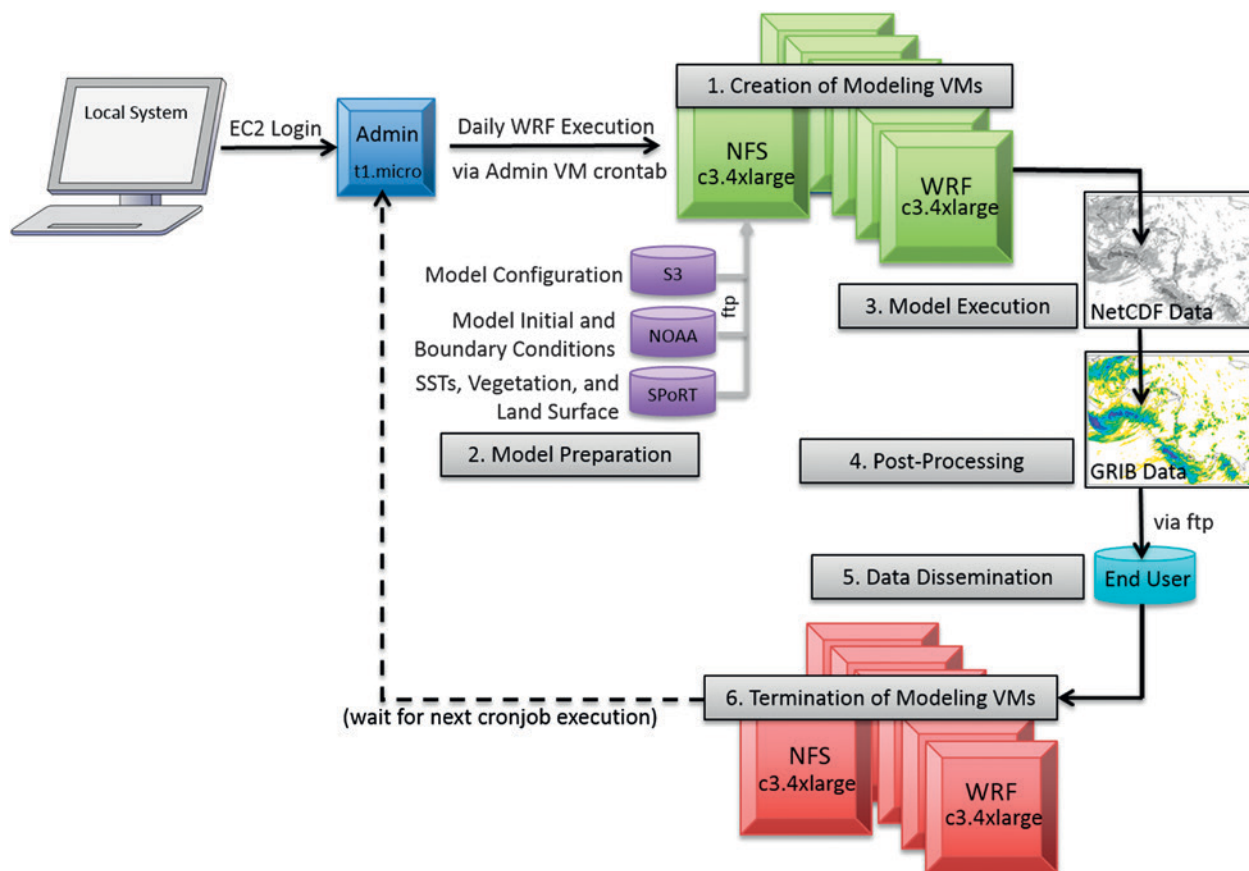 Local System
EC2 Login
Admin
t1.micro
Daily WRF Execution
via Admin VM crontab
1. Creation of Modeling VMs
NFS
c3.4xlarge
WRF
c3.4xlarge
Model Configuration
S3
Model Initial and
Boundary Conditions
NOAA
SSTs, Vegetation, and
Land Surface
SPoRT
ftp
2. Model Preparation
3. Model Execution
NetCDF Data
4. Post-Processing
GRIB Data
via ftp
5. Data Dissemination
End User
6. Termination of Modeling VMs
(wait for next cronjob execution)
NFS
c3.4xlarge
WRF
c3.4xlarge